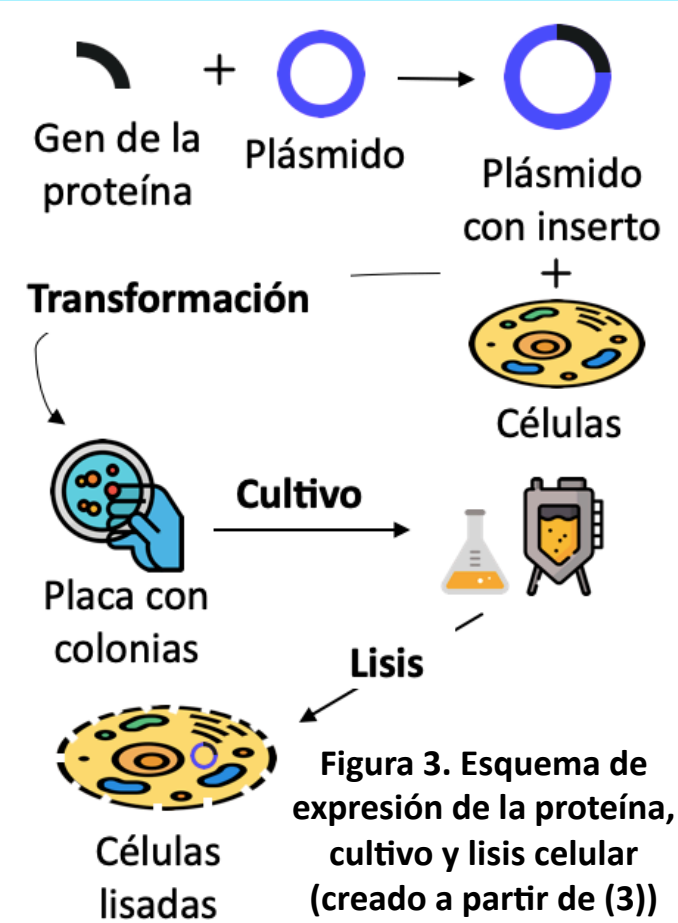 Gen de la
proteína
+
Plásmido
Plásmido
con inserto
+
Transformación
Células
Placa con
colonias
Cultivo
Lisis
Células
lisadas
Figura 3. Esquema de
expresión de la proteína,
cultivo y lisis celular
(creado a partir de (3))